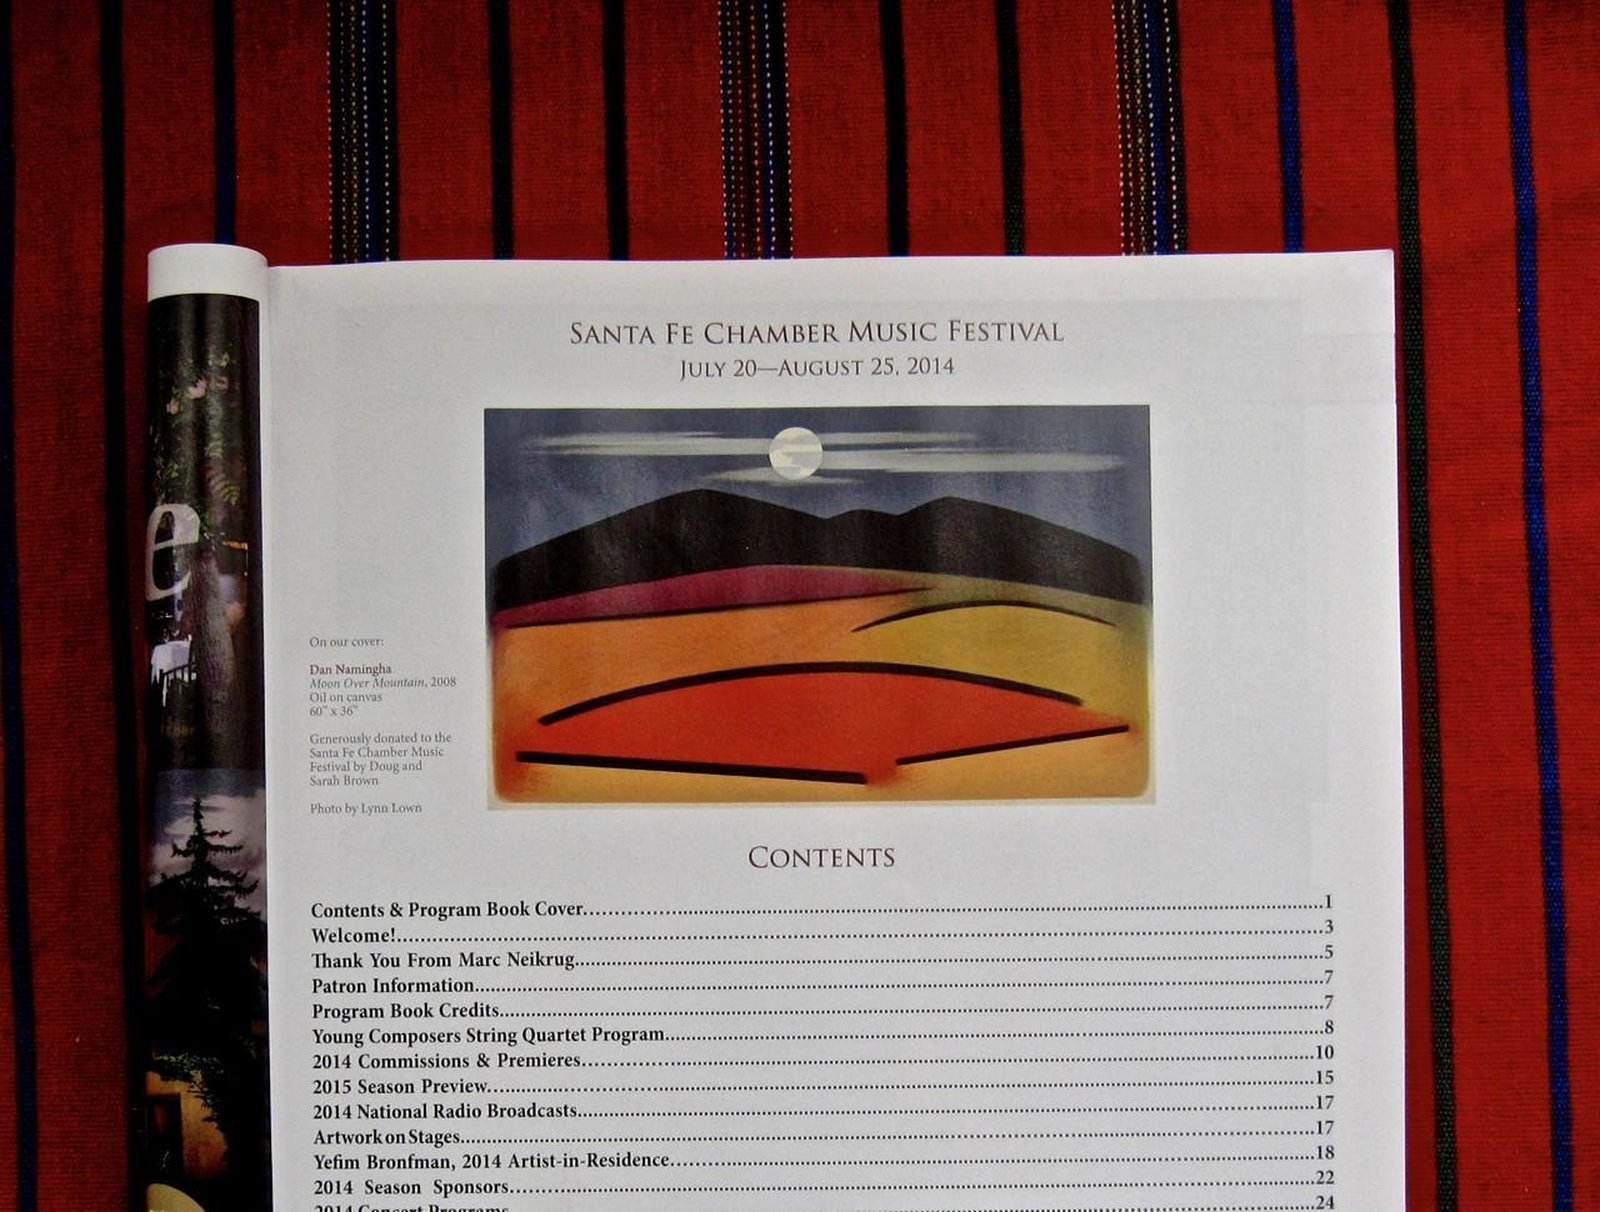 Santa Fe Chamber Music Festival
July 20—August 25, 2014
e
On our cover:
Dan Namingha
Moon Over Mountain, 2008
Oil on canvas
60" x 36"
Generously donated to the
Santa Fe Chamber Music
Festival by Doug and
Sarah Brown
Photo by Lynn Lown
Contents
Contents & Program Book Cover 1
Welcome! 3
Thank You From Marc Neikrug 5
Patron Information 7
Program Book Credits 7
Young Composers String Quartet Program 8
2014 Commissions & Premieres 10
2015 Season Preview 15
2014 National Radio Broadcasts 17
Artwork on Stages 17
Yefim Bronfman, 2014 Artist-in-Residence 18
2014 Season Sponsors 22
2014 Concert Programs 24